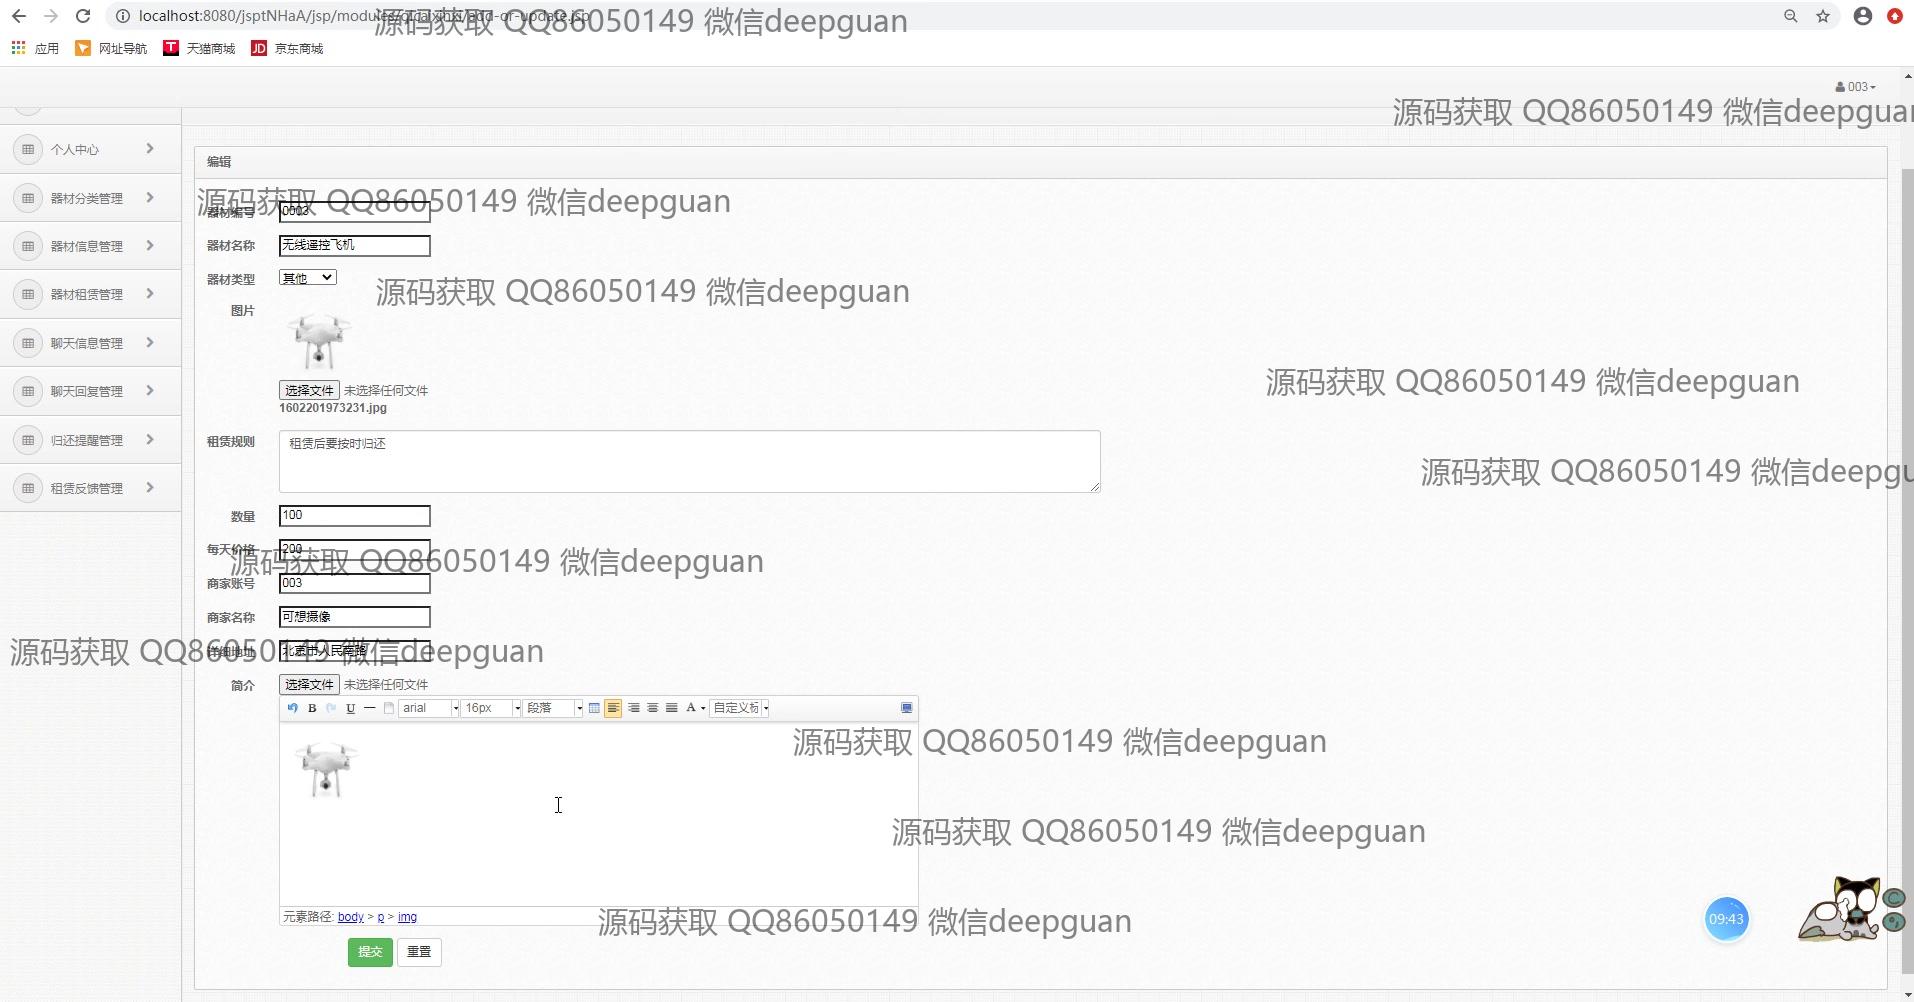 localhost:8080/jsptNHaA/jsp/modules/qicaixinxi/add-or-update.jsp
源码获取 QQ86050149 微信deepguan
应用 网址导航 天猫商城 JD 京东商城
003
源码获取 QQ86050149 微信deepguan
个人中心
器材分类管理
器材信息管理
器材租赁管理
聊天信息管理
聊天回复管理
归还提醒管理
租赁反馈管理
编辑
源码获取 QQ86050149 微信deepguan
器材编号 0003
器材名称 无线遥控飞机
器材类型 其他
源码获取 QQ86050149 微信deepguan
图片
选择文件 未选择任何文件
1602201973231.jpg
源码获取 QQ86050149 微信deepguan
租赁规则 租赁后要按时归还
源码获取 QQ86050149 微信deepgu
数量 100
每天价格 200
源码获取 QQ86050149 微信deepguan
商家账号 003
商家名称 可想摄像
详细地址 北京市人民南路
源码获取 QQ86050149 微信deepguan
简介 选择文件 未选择任何文件
B U arial 16px 段落 A 自定义标
源码获取 QQ86050149 微信deepguan
源码获取 QQ86050149 微信deepguan
元素路径: body > p > img
源码获取 QQ86050149 微信deepguan
09:43
提交 重置